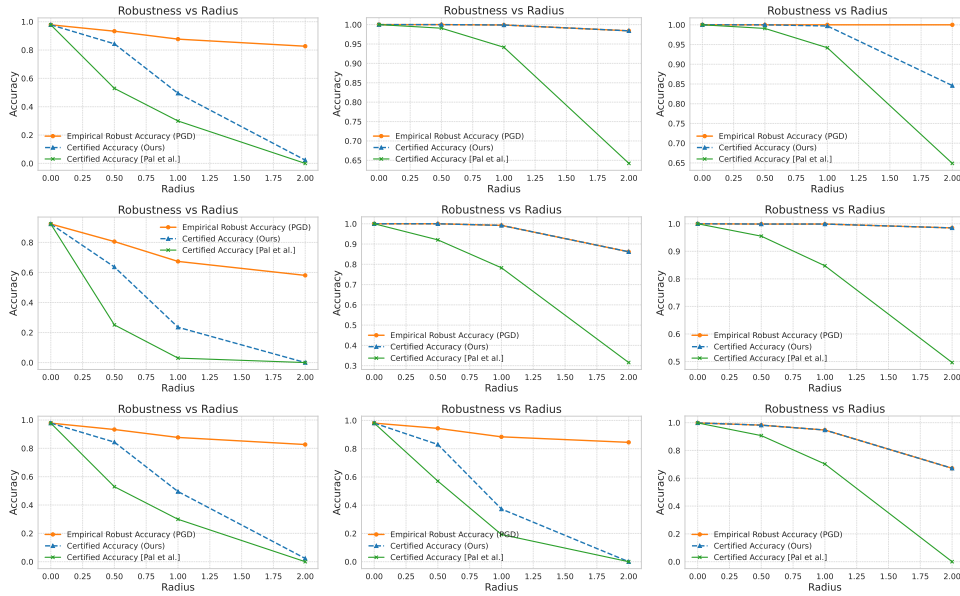 Robustness vs Radius
1.0
0.8
0.6
0.4
0.2
0.0
Accuracy
Empirical Robust Accuracy (PGD)
Certified Accuracy (Ours)
Certified Accuracy [Pal et al.]
0.00 0.25 0.50 0.75 1.00 1.25 1.50 1.75 2.00
Radius
Robustness vs Radius
1.00
0.95
0.90
0.85
0.80
0.75
0.70
0.65
Accuracy
Empirical Robust Accuracy (PGD)
Certified Accuracy (Ours)
Certified Accuracy [Pal et al.]
0.00 0.25 0.50 0.75 1.00 1.25 1.50 1.75 2.00
Radius
Robustness vs Radius
1.00
0.95
0.90
0.85
0.80
0.75
0.70
0.65
Accuracy
Empirical Robust Accuracy (PGD)
Certified Accuracy (Ours)
Certified Accuracy [Pal et al.]
0.00 0.25 0.50 0.75 1.00 1.25 1.50 1.75 2.00
Radius
Robustness vs Radius
0.8
0.6
0.4
0.2
0.0
Accuracy
Empirical Robust Accuracy (PGD)
Certified Accuracy (Ours)
Certified Accuracy [Pal et al.]
0.00 0.25 0.50 0.75 1.00 1.25 1.50 1.75 2.00
Radius
Robustness vs Radius
1.0
0.9
0.8
0.7
0.6
0.5
0.4
0.3
Accuracy
Empirical Robust Accuracy (PGD)
Certified Accuracy (Ours)
Certified Accuracy [Pal et al.]
0.00 0.25 0.50 0.75 1.00 1.25 1.50 1.75 2.00
Radius
Robustness vs Radius
1.0
0.9
0.8
0.7
0.6
0.5
Accuracy
Empirical Robust Accuracy (PGD)
Certified Accuracy (Ours)
Certified Accuracy [Pal et al.]
0.00 0.25 0.50 0.75 1.00 1.25 1.50 1.75 2.00
Radius
Robustness vs Radius
1.0
0.8
0.6
0.4
0.2
0.0
Accuracy
Empirical Robust Accuracy (PGD)
Certified Accuracy (Ours)
Certified Accuracy [Pal et al.]
0.00 0.25 0.50 0.75 1.00 1.25 1.50 1.75 2.00
Radius
Robustness vs Radius
1.0
0.8
0.6
0.4
0.2
0.0
Accuracy
Empirical Robust Accuracy (PGD)
Certified Accuracy (Ours)
Certified Accuracy [Pal et al.]
0.00 0.25 0.50 0.75 1.00 1.25 1.50 1.75 2.00
Radius
Robustness vs Radius
1.0
0.8
0.6
0.4
0.2
0.0
Accuracy
Empirical Robust Accuracy (PGD)
Certified Accuracy (Ours)
Certified Accuracy [Pal et al.]
0.00 0.25 0.50 0.75 1.00 1.25 1.50 1.75 2.00
Radius